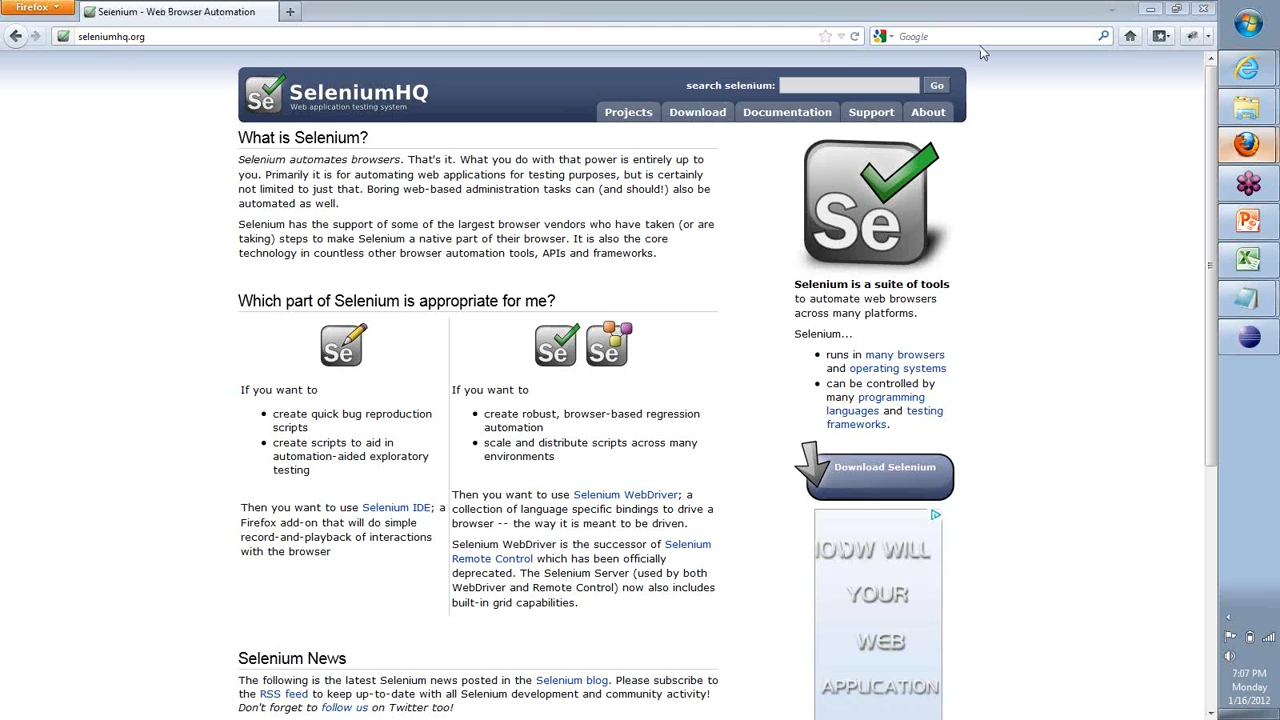 Firefox
Selenium - Web Browser Automation
seleniumhq.org
Google
Se
SeleniumHQ
Web application testing system
search selenium:
Go
Projects
Download
Documentation
Support
About
What is Selenium?
Selenium automates browsers. That's it. What you do with that power is entirely up to
you. Primarily it is for automating web applications for testing purposes, but is certainly
not limited to just that. Boring web-based administration tasks can (and should!) also be
automated as well.
Selenium has the support of some of the largest browser vendors who have taken (or are
taking) steps to make Selenium a native part of their browser. It is also the core
technology in countless other browser automation tools, APIs and frameworks.
Which part of Selenium is appropriate for me?
Se
If you want to
create quick bug reproduction
scripts
create scripts to aid in
automation-aided exploratory
testing
Then you want to use Selenium IDE; a
Firefox add-on that will do simple
record-and-playback of interactions
with the browser
Se
Se
If you want to
create robust, browser-based regression
automation
scale and distribute scripts across many
environments
Then you want to use Selenium WebDriver; a
collection of language specific bindings to drive a
browser -- the way it is meant to be driven.
Selenium WebDriver is the successor of Selenium
Remote Control which has been officially
deprecated. The Selenium Server (used by both
WebDriver and Remote Control) now also includes
built-in grid capabilities.
Selenium News
The following is the latest Selenium news posted in the Selenium blog. Please subscribe to
the RSS feed to keep up-to-date with all Selenium development and community activity!
Don't forget to follow us on Twitter too!
Se
Selenium is a suite of tools
to automate web browsers
across many platforms.
Selenium...
runs in many browsers
and operating systems
can be controlled by
many programming
languages and testing
frameworks.
Download Selenium
WILL
YOUR
WEB
APPLICATION
7:07 PM
Monday
1/16/2012